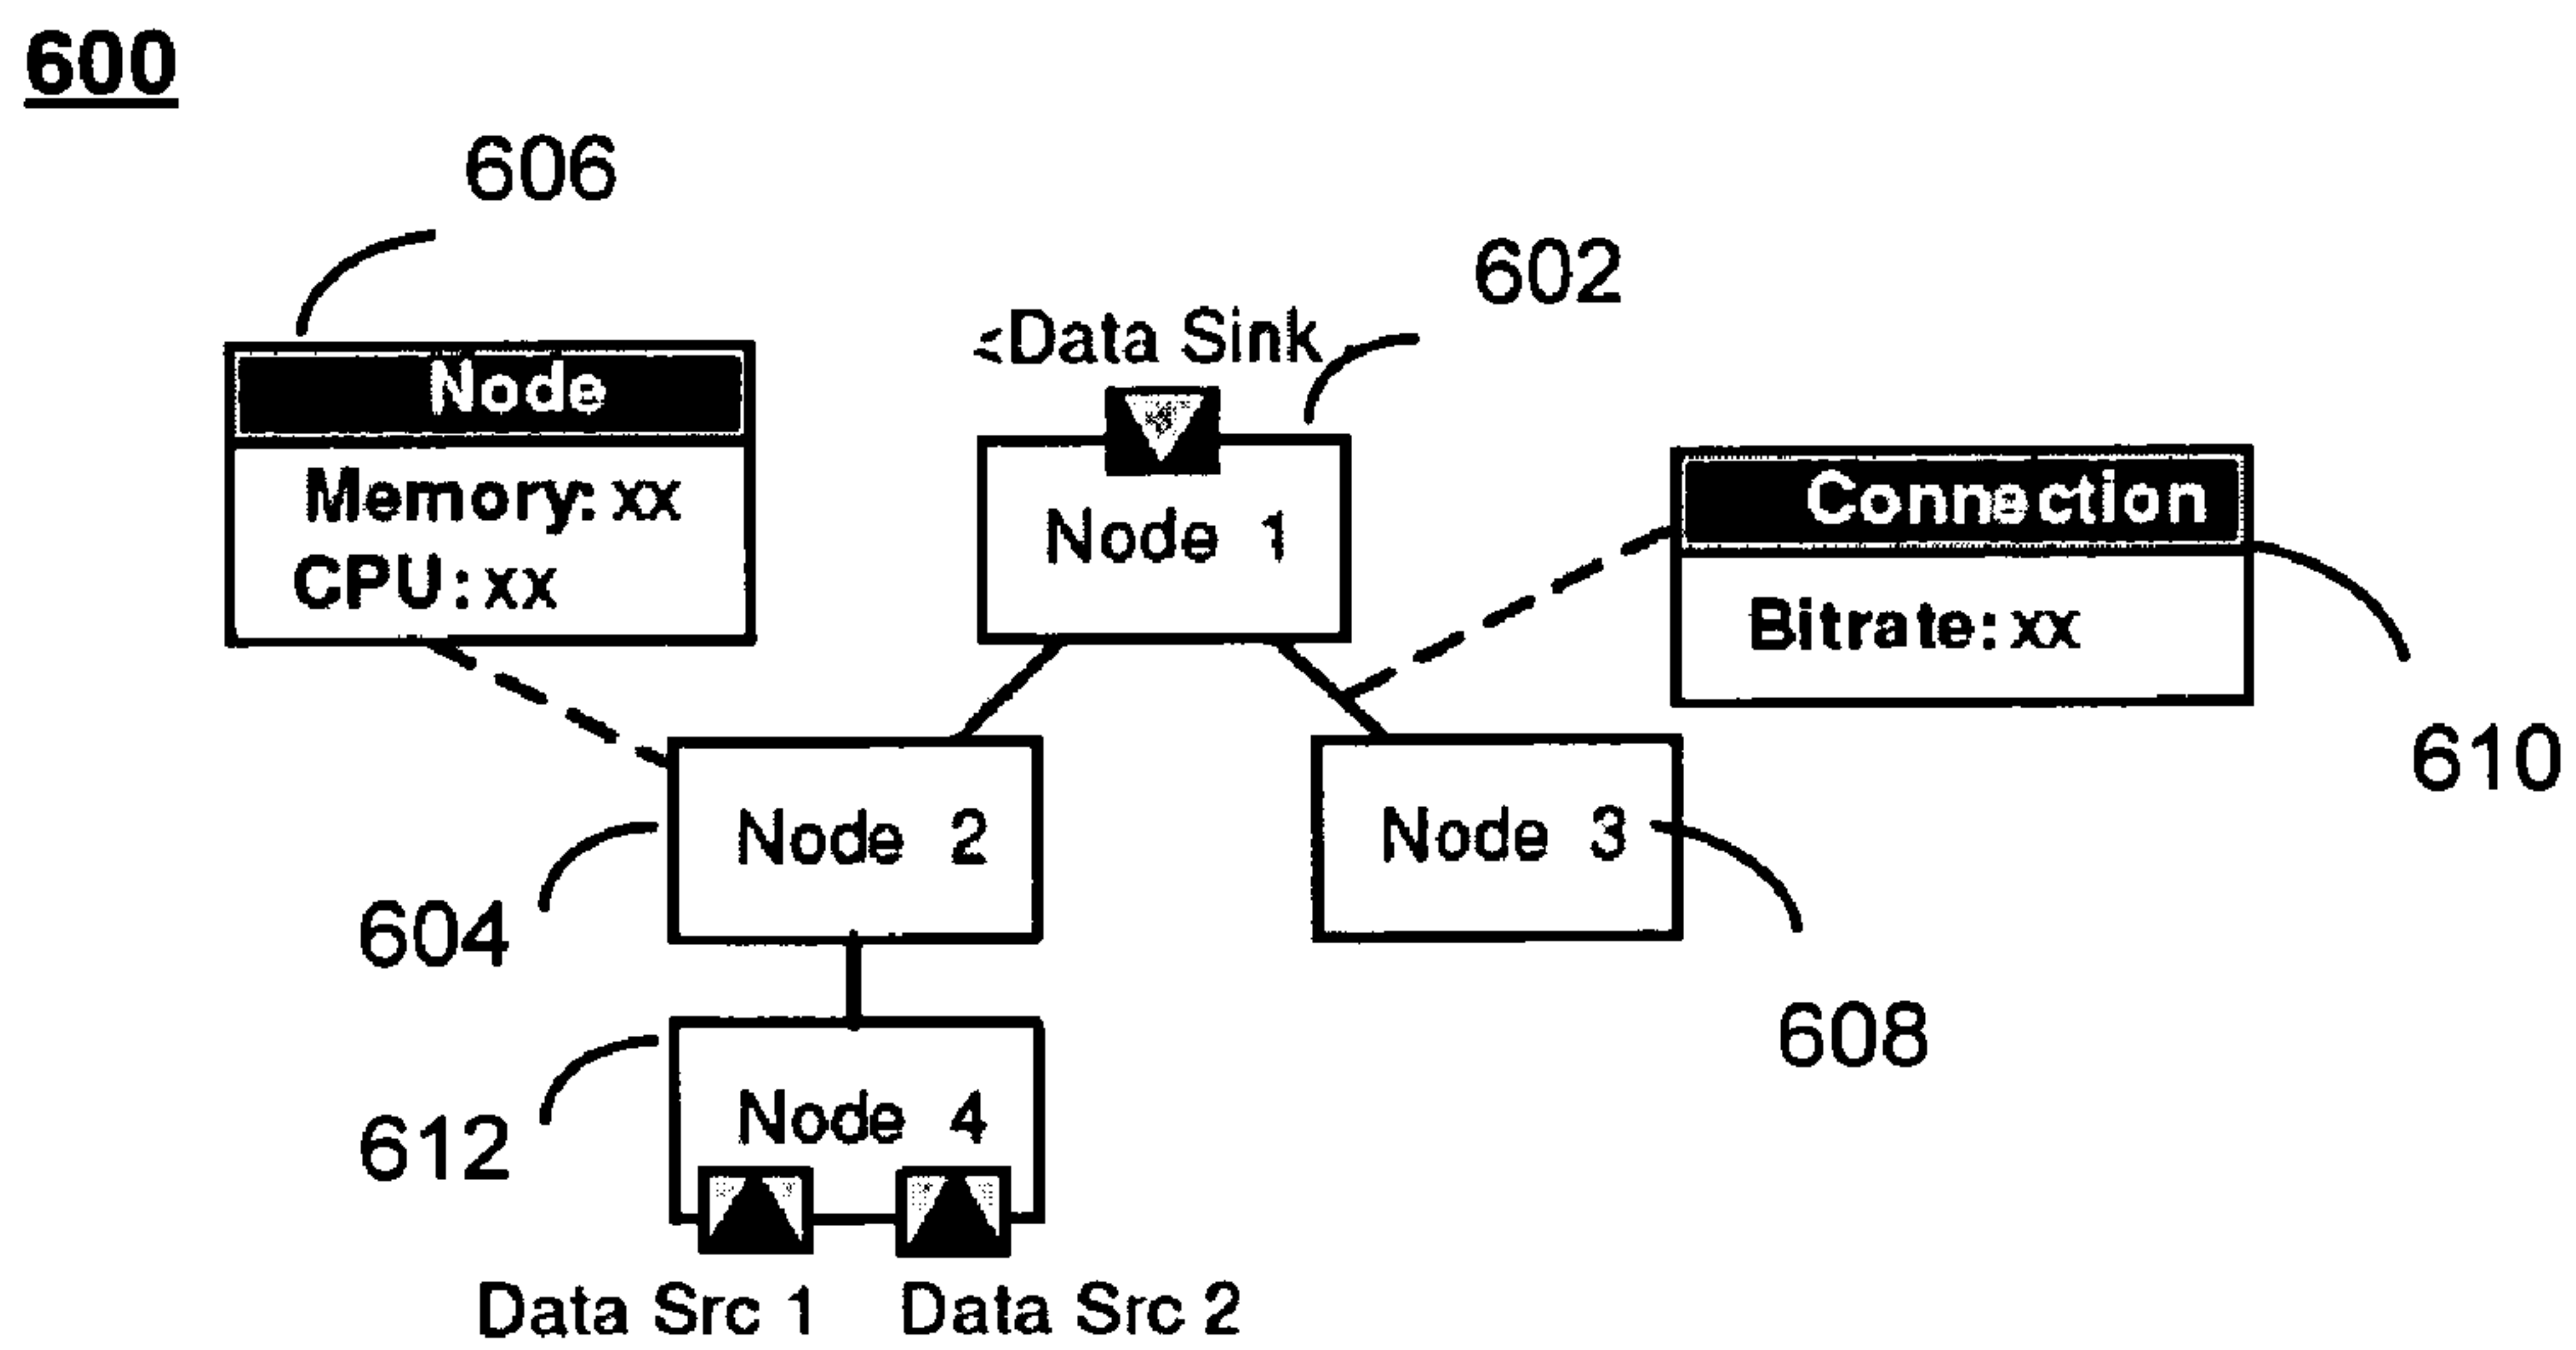 600
606
602
<Data Sink
Node
Memory: xx
CPU: xx
Node 1
Connection
Bitrate: xx
610
Node 2
Node 3
604
608
612
Node 4
Data Src 1
Data Src 2